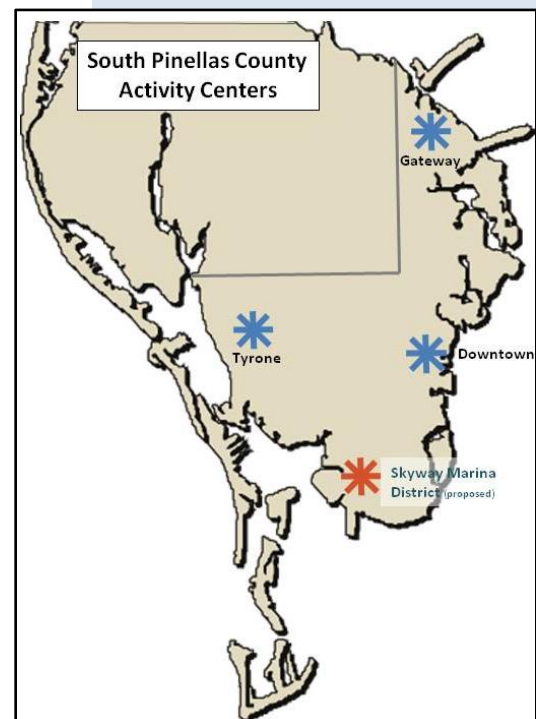 South Pinellas County
Activity Centers
Gateway
Tyrone
Downtown
Skyway Marina
District (proposed)